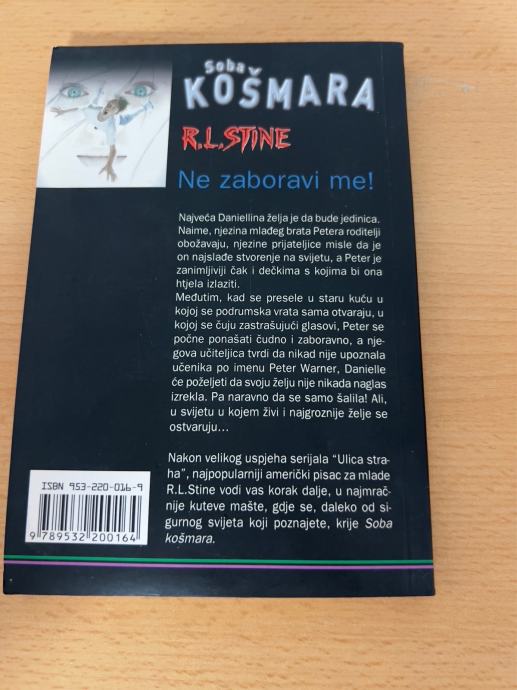 Soba
KOŠMARA
R.L.STINE
Ne zaboravi me!
Najveća Daniellina želja je da bude jedinica.
Naime, njezina mlađeg brata Petera roditelji
obožavaju, njezine prijateljice misle da je
on najslađe stvorenje na svijetu, a Peter je
zanimljiviji čak i dečkima s kojima bi ona
htjela izlaziti.
Međutim, kad se presele u staru kuću u
kojoj se podrumska vrata sama otvaraju, u
kojoj se čuju zastrašujući glasovi, Peter se
počne ponašati čudno i zaboravno, a nje-
gova učiteljica tvrdi da nikad nije upoznala
učenika po imenu Peter Warner, Danielle
će poželjeti da svoju želju nije nikada naglas
izrekla. Pa naravno da se samo šalila! Ali,
u svijetu u kojem živi i najgroznije želje se
ostvaruju...
Nakon velikog uspjeha serijala "Ulica stra-
ha", najpopularniji američki pisac za mlade
R.L.Stine vodi vas korak dalje, u najmrač-
nije kuteve mašte, gdje se, daleko od si-
gurnog svijeta koji poznajete, krije Soba
košmara.
ISBN 953-220-016-9
9 789532 200164